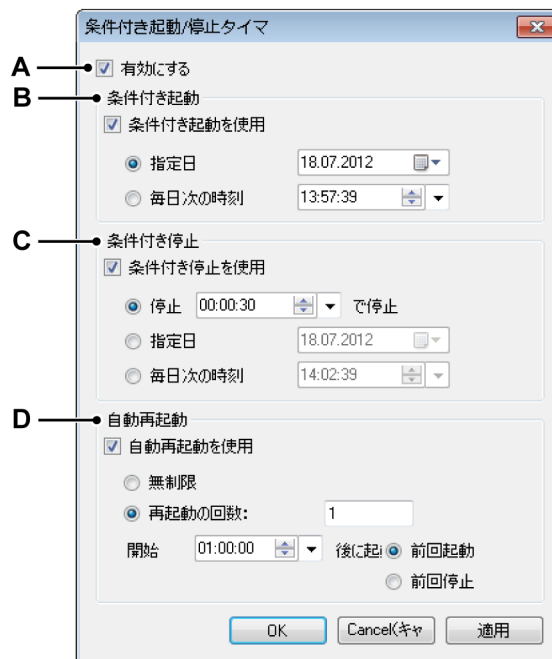 条件付き起動/停止タイマ
A
有効にする
B
条件付き起動
条件付き起動を使用
指定日 18.07.2012
毎日次の時刻 13:57:39
C
条件付き停止
条件付き停止を使用
停止 00:00:30 で停止
指定日 18.07.2012
毎日次の時刻 14:02:39
D
自動再起動
自動再起動を使用
無制限
再起動の回数: 1
開始 01:00:00 後に起 前回起動
前回停止
OK Cancel(キャ 適用